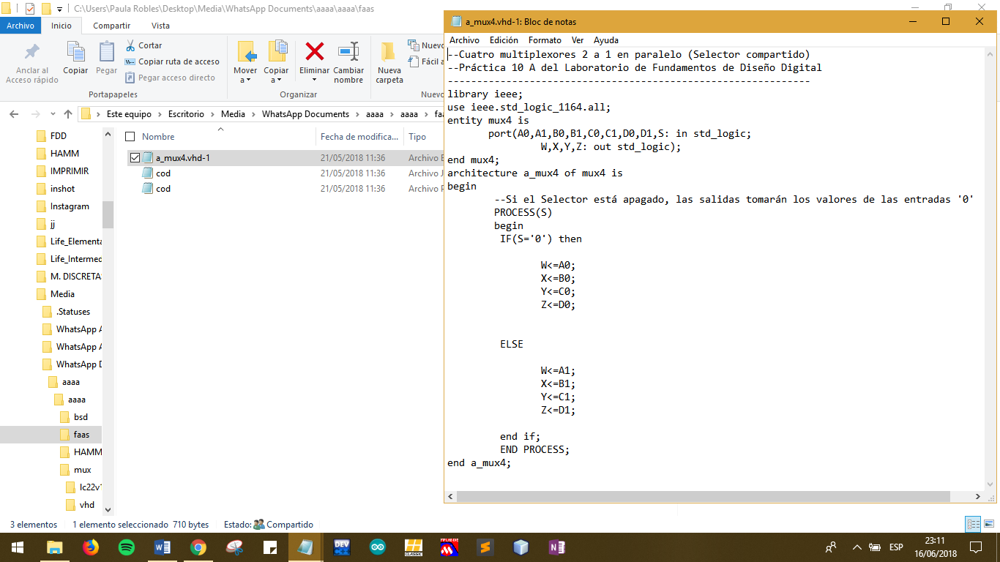 C:\Users\Paula Robles\Desktop\Media\WhatsApp Documents\aaaa\aaaa\faas
Archivo Inicio Compartir Vista
Anclar al Acceso rápido
Copiar
Pegar
Cortar
Copiar ruta de acceso
Pegar acceso directo
Portapapeles
Mover a
Copiar a
Eliminar
Cambiar nombre
Organizar
Nueva carpeta
Nuevo
Fácil a
Nuevo
Este equipo
Escritorio
Media
WhatsApp Documents
aaaa
aaaa
faa
FDD
HAMM
IMPRIMIR
inshot
Instagram
jj
Life_Elementa
Life_Intermed
M. DISCRETA
Media
.Statuses
WhatsApp A
WhatsApp A
WhatsApp D
aaaa
aaaa
bsd
faas
HAMM
mux
lc22v1
vhd
Nombre Fecha de modifica... Tipo
a_mux4.vhd-1 21/05/2018 11:36 Archivo
cod 21/05/2018 11:36 Archivo J
cod 21/05/2018 11:36 Archivo
3 elementos 1 elemento seleccionado 710 bytes Estado: Compartido
a_mux4.vhd-1: Bloc de notas
Archivo Edición Formato Ver Ayuda
--Cuatro multiplexores 2 a 1 en paralelo (Selector compartido)
--Práctica 10 A del Laboratorio de Fundamentos de Diseño Digital
--------------------------------------------------------------
library ieee;
use ieee.std_logic_1164.all;
entity mux4 is
port(A0,A1,B0,B1,C0,C1,D0,D1,S: in std_logic;
W,X,Y,Z: out std_logic);
end mux4;
architecture a_mux4 of mux4 is
begin
--Si el Selector está apagado, las salidas tomarán los valores de las entradas '0'
PROCESS(S)
begin
IF(S='0') then
W<=A0;
X<=B0;
Y<=C0;
Z<=D0;
ELSE
W<=A1;
X<=B1;
Y<=C1;
Z<=D1;
end if;
END PROCESS;
end a_mux4;
DEV
CLASSIC
ESP
23:11
16/06/2018